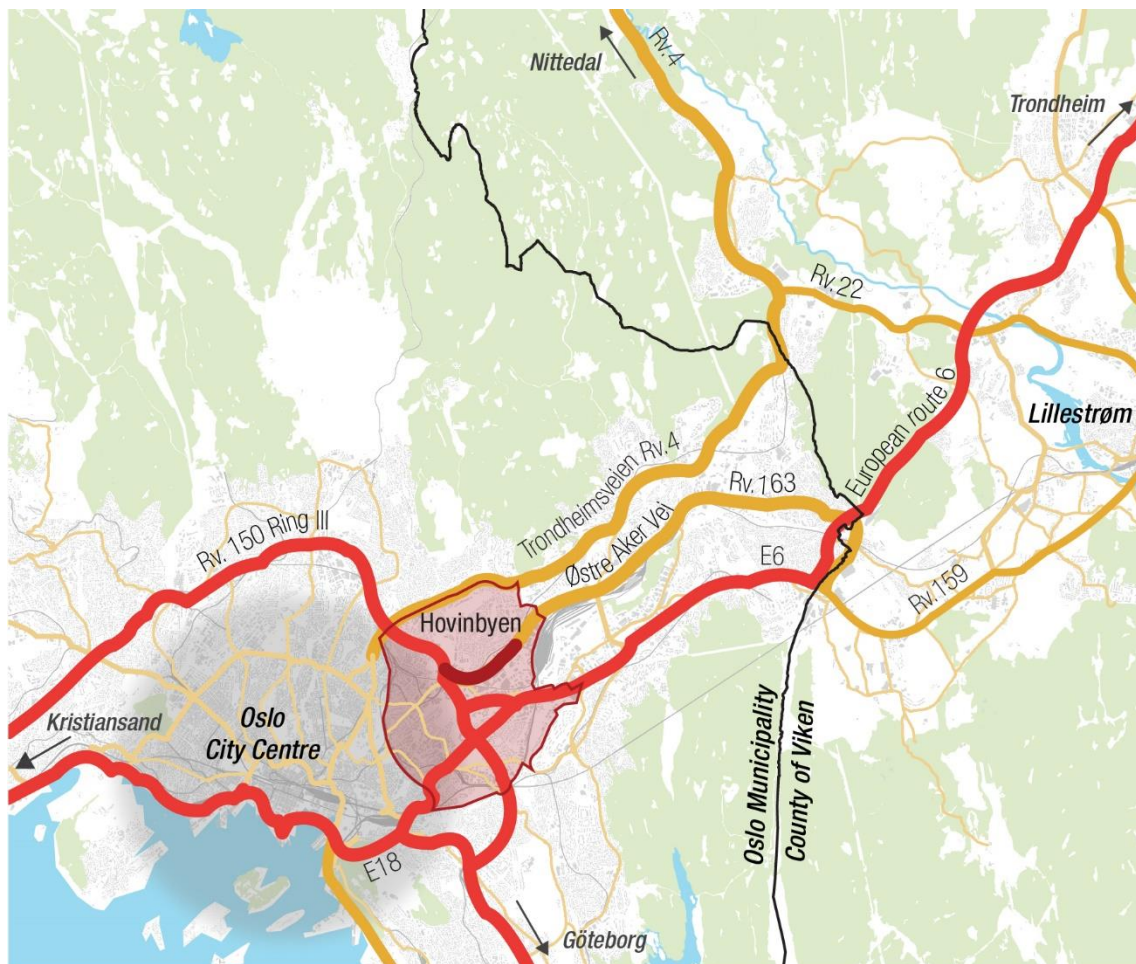 Rv.4
Nittedal
Trondheim
Rv.22
European route 6
Lillestrøm
Trondheimsveien Rv.4
Rv.163
Østre Aker Vei
Rv. 150 Ring III
E6
Rv.159
Hovinbyen
Kristiansand
Oslo
City Centre
Oslo Municipality
County of Viken
E18
Göteborg